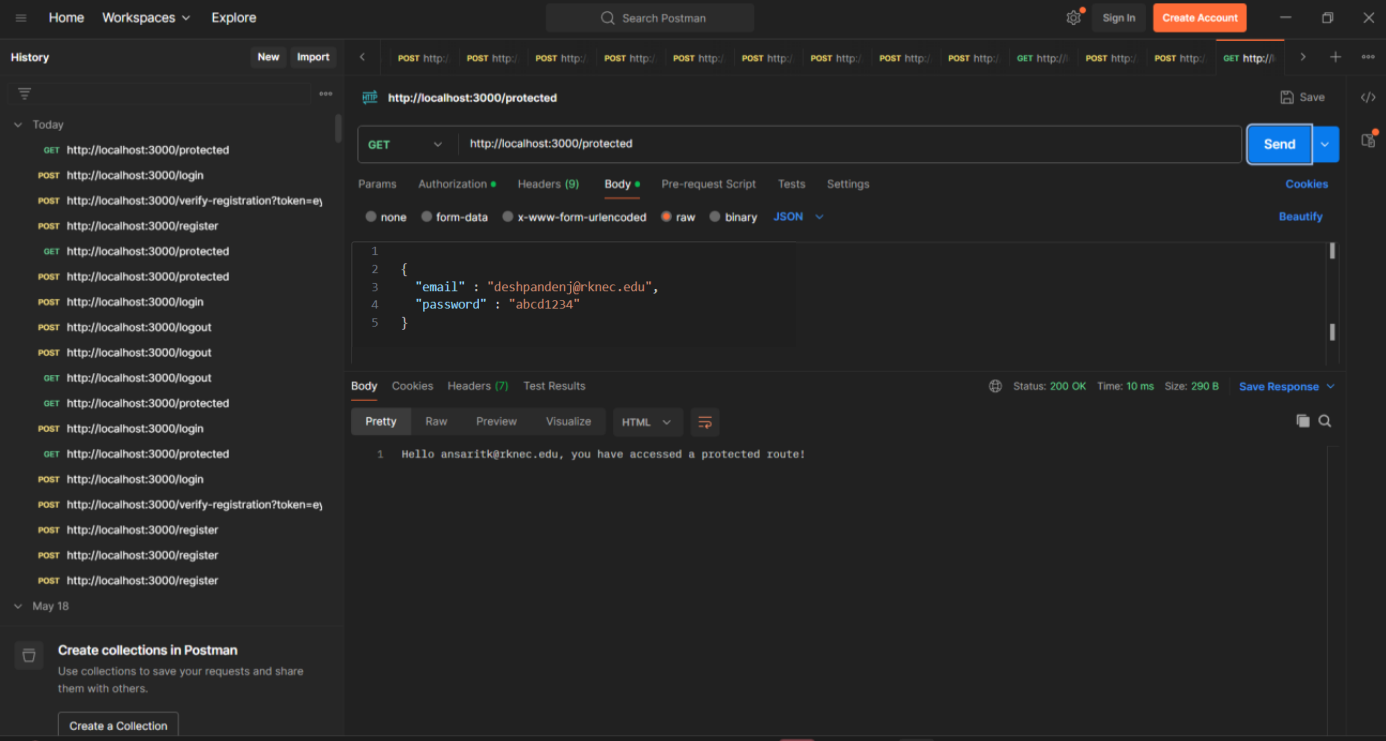 Home Workspaces Explore Search Postman Sign In Create Account
History New Import
POST http:/ POST http:/ POST http:/ POST http:/ POST http:/ POST http:/ POST http:/ POST http:/ POST http:/ GET http:// POST http:/ POST http:/ GET http://
HTTP http://localhost:3000/protected Save </>
Today
GET http://localhost:3000/protected
POST http://localhost:3000/login
POST http://localhost:3000/verify-registration?token=ey
POST http://localhost:3000/register
GET http://localhost:3000/protected
POST http://localhost:3000/protected
POST http://localhost:3000/login
POST http://localhost:3000/logout
POST http://localhost:3000/logout
GET http://localhost:3000/logout
GET http://localhost:3000/protected
POST http://localhost:3000/login
GET http://localhost:3000/protected
POST http://localhost:3000/login
POST http://localhost:3000/verify-registration?token=ey
POST http://localhost:3000/register
POST http://localhost:3000/register
POST http://localhost:3000/register
May 18
Create collections in Postman
Use collections to save your requests and share
them with others.
Create a Collection
GET http://localhost:3000/protected Send
Params Authorization Headers (9) Body Pre-request Script Tests Settings Cookies
none form-data x-www-form-urlencoded raw binary JSON Beautify
1
2 {
3 "email" : "deshpandenj@rknec.edu",
4 "password" : "abcd1234"
5 }
Body Cookies Headers (7) Test Results Status: 200 OK Time: 10 ms Size: 290 B Save Response
Pretty Raw Preview Visualize HTML
1 Hello ansaritk@rknec.edu, you have accessed a protected route!